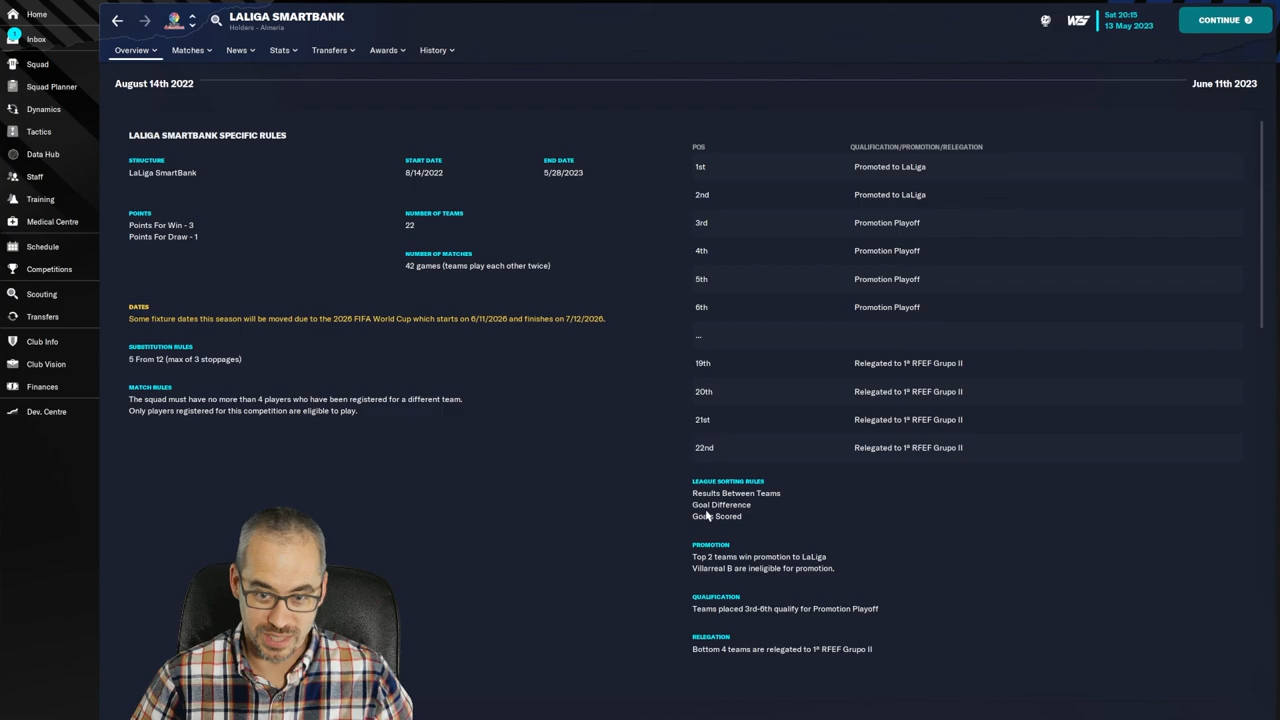 Home
Inbox
1
Squad
Squad Planner
Dynamics
Tactics
Data Hub
Staff
Training
Medical Centre
Schedule
Competitions
Scouting
Transfers
Club Info
Club Vision
Finances
Dev. Centre
LALIGA SMARTBANK
Holders - Almeria
Sat 20:15
13 May 2023
CONTINUE
Overview
Matches
News
Stats
Transfers
Awards
History
August 14th 2022
June 11th 2023
LALIGA SMARTBANK SPECIFIC RULES
STRUCTURE
LaLiga SmartBank
START DATE
8/14/2022
END DATE
5/28/2023
POINTS
Points For Win - 3
Points For Draw - 1
NUMBER OF TEAMS
22
NUMBER OF MATCHES
42 games (teams play each other twice)
DATES
Some fixture dates this season will be moved due to the 2026 FIFA World Cup which starts on 6/11/2026 and finishes on 7/12/2026.
SUBSTITUTION RULES
5 From 12 (max of 3 stoppages)
MATCH RULES
The squad must have no more than 4 players who have been registered for a different team.
Only players registered for this competition are eligible to play.
POS QUALIFICATION/PROMOTION/RELEGATION
1st Promoted to LaLiga
2nd Promoted to LaLiga
3rd Promotion Playoff
4th Promotion Playoff
5th Promotion Playoff
6th Promotion Playoff
...
19th Relegated to 1ª RFEF Grupo II
20th Relegated to 1ª RFEF Grupo II
21st Relegated to 1ª RFEF Grupo II
22nd Relegated to 1ª RFEF Grupo II
LEAGUE SORTING RULES
Results Between Teams
Goal Difference
Goals Scored
PROMOTION
Top 2 teams win promotion to LaLiga
Villarreal B are ineligible for promotion.
QUALIFICATION
Teams placed 3rd-6th qualify for Promotion Playoff
RELEGATION
Bottom 4 teams are relegated to 1ª RFEF Grupo II